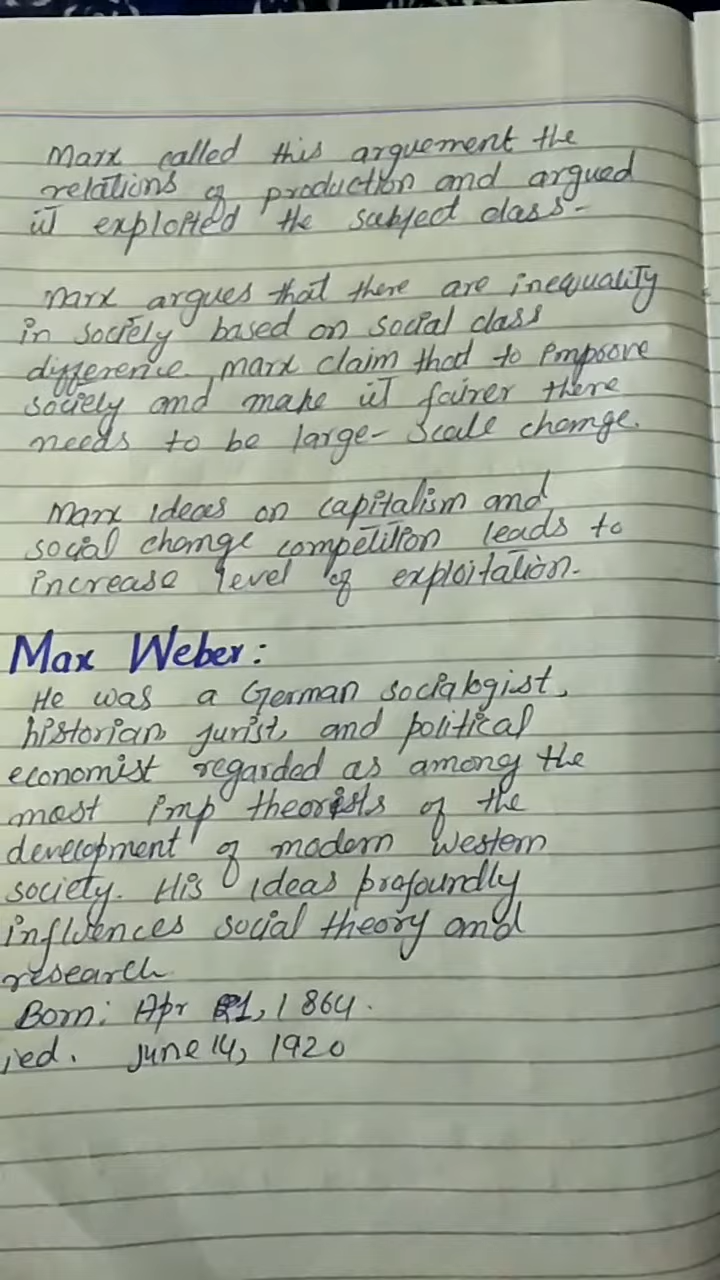 Marx called this arguement the
relations of production and argued
it exploited the subject class-
Marx argues that there are inequality
in society based on social class
difference. Marx claim that to improve
society and make it fairer there
needs to be large-scale change.
Marx ideas on capitalism and
social change competition leads to
increase level of exploitation.
Max Weber:
He was a German socialogist,
historian, jurist, and political
economist regarded as among the
most imp theorists of the
development of modern Western
society. His ideas profoundly
influences social theory and
research
Born: Apr 21, 1864.
ied. June 14, 1920